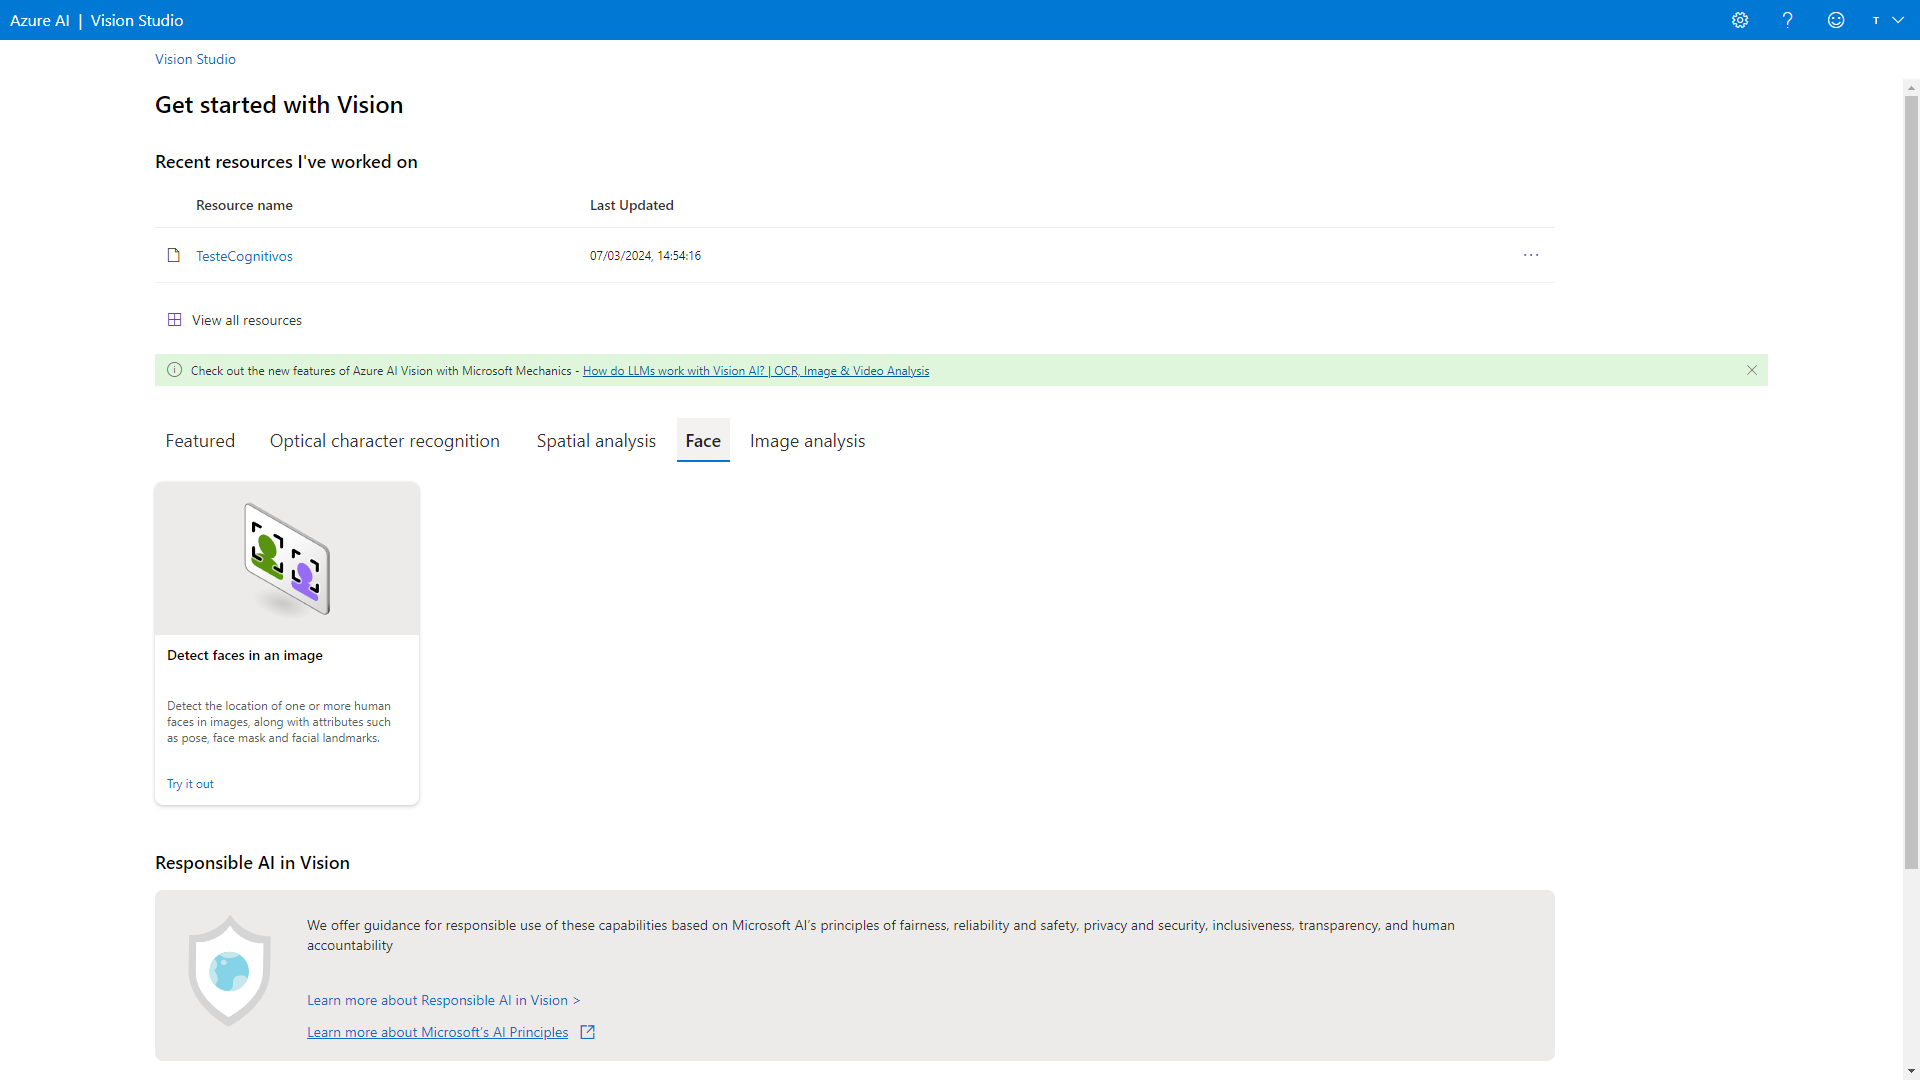 Azure AI | Vision Studio
T
Vision Studio
Get started with Vision
Recent resources I've worked on
Resource name Last Updated
TesteCognitivos 07/03/2024, 14:54:16
View all resources
Check out the new features of Azure AI Vision with Microsoft Mechanics - How do LLMs work with Vision AI? | OCR, Image & Video Analysis
Featured Optical character recognition Spatial analysis Face Image analysis
Detect faces in an image
Detect the location of one or more human
faces in images, along with attributes such
as pose, face mask and facial landmarks.
Try it out
Responsible AI in Vision
We offer guidance for responsible use of these capabilities based on Microsoft AI’s principles of fairness, reliability and safety, privacy and security, inclusiveness, transparency, and human
accountability
Learn more about Responsible AI in Vision >
Learn more about Microsoft’s AI Principles